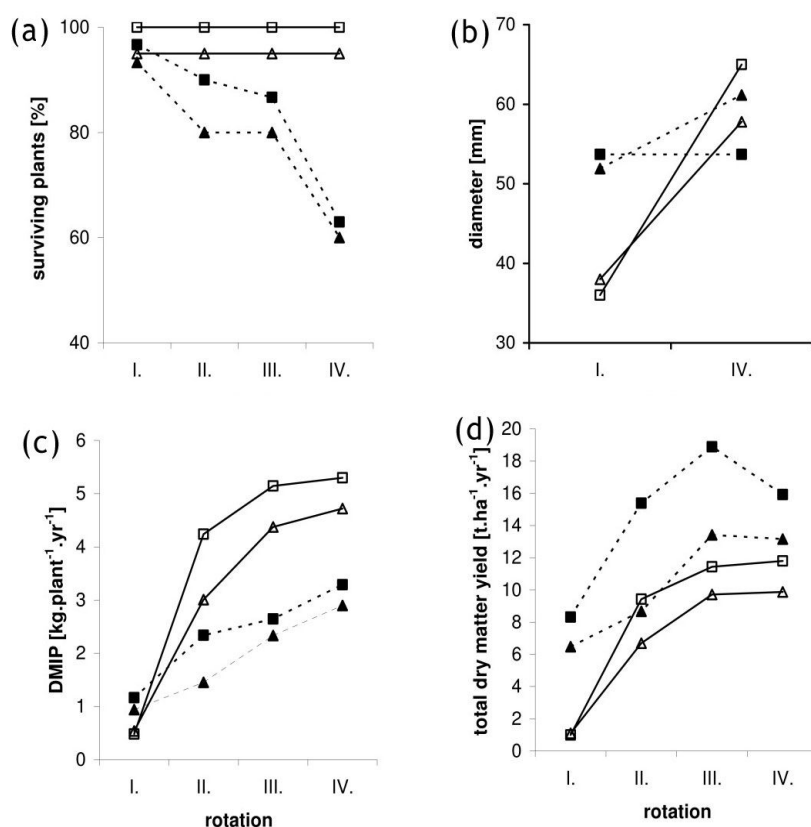 (a)
surviving plants [%]
100
80
60
40
I. II. III. IV.
(b)
diameter [mm]
70
60
50
40
30
I. IV.
(c)
DMIP [kg.plant⁻¹.yr⁻¹]
6
5
4
3
2
1
0
I. II. III. IV.
rotation
(d)
total dry matter yield [t.ha⁻¹.yr⁻¹]
20
18
16
14
12
10
8
6
4
2
0
I. II. III. IV.
rotation